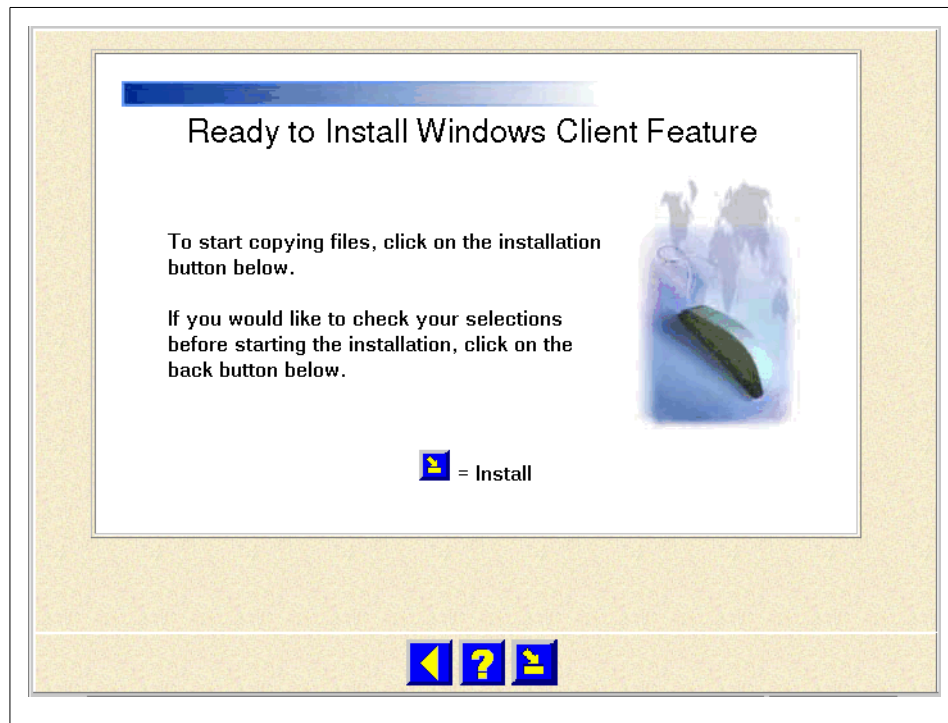 Ready to Install Windows Client Feature
To start copying files, click on the installation
button below.
If you would like to check your selections
before starting the installation, click on the
back button below.
= Install
?